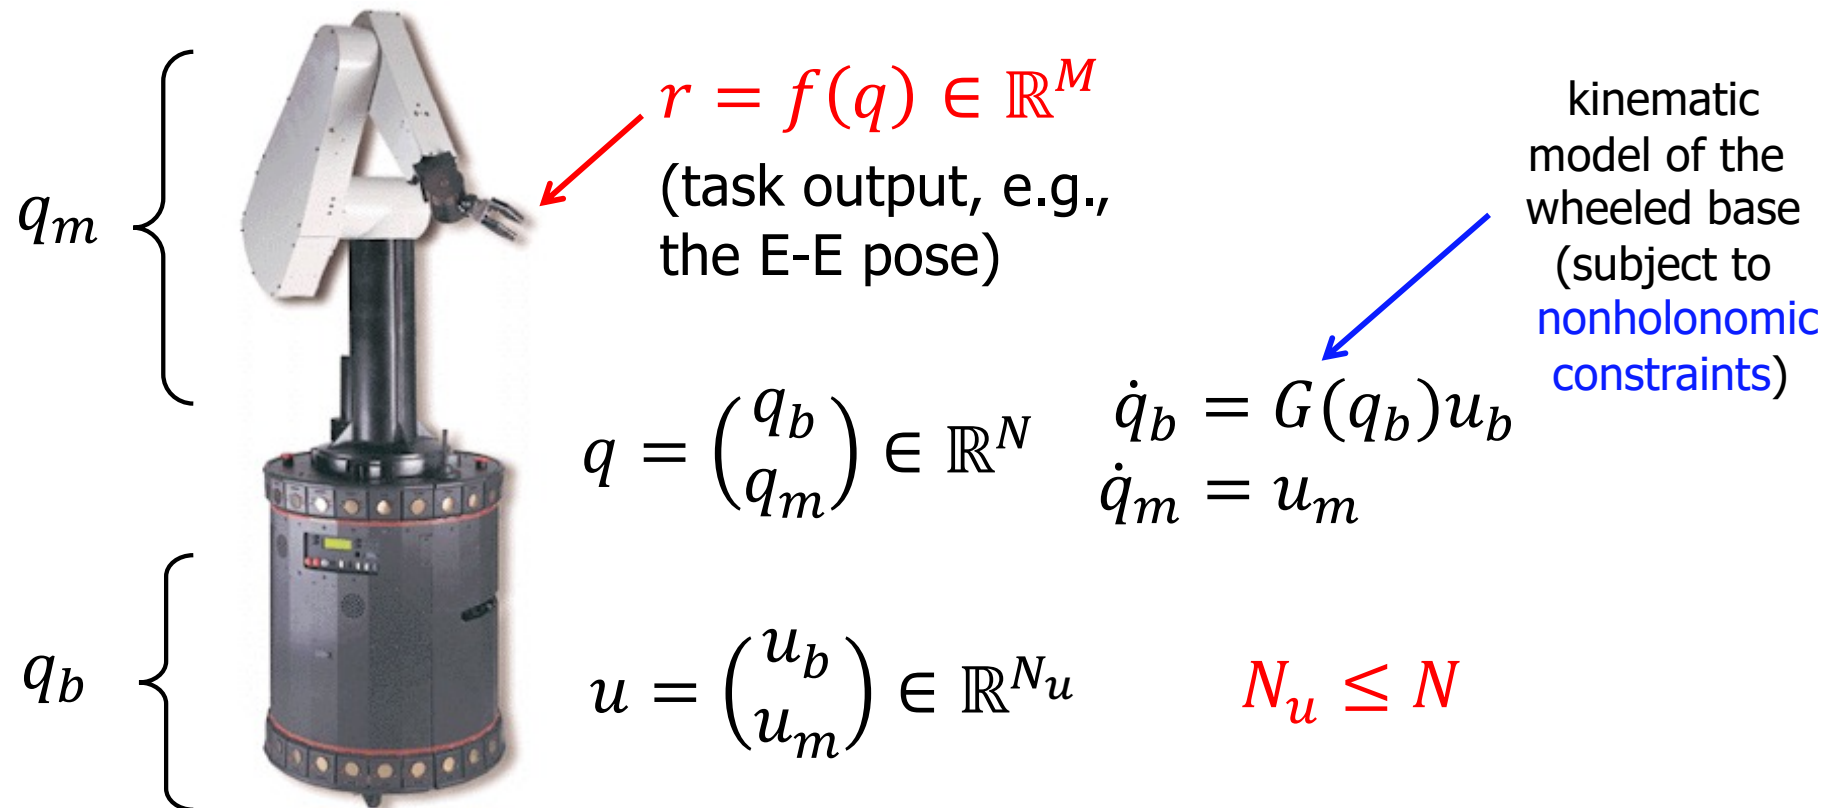 r = f(q) ∈ ℝ^M
(task output, e.g.,
the E-E pose)
kinematic
model of the
wheeled base
(subject to
nonholonomic
constraints)
q_m
q = (q_b q_m) ∈ ℝ^N
q̇_b = G(q_b)u_b
q̇_m = u_m
q_b
u = (u_b u_m) ∈ ℝ^{N_u}
N_u ≤ N